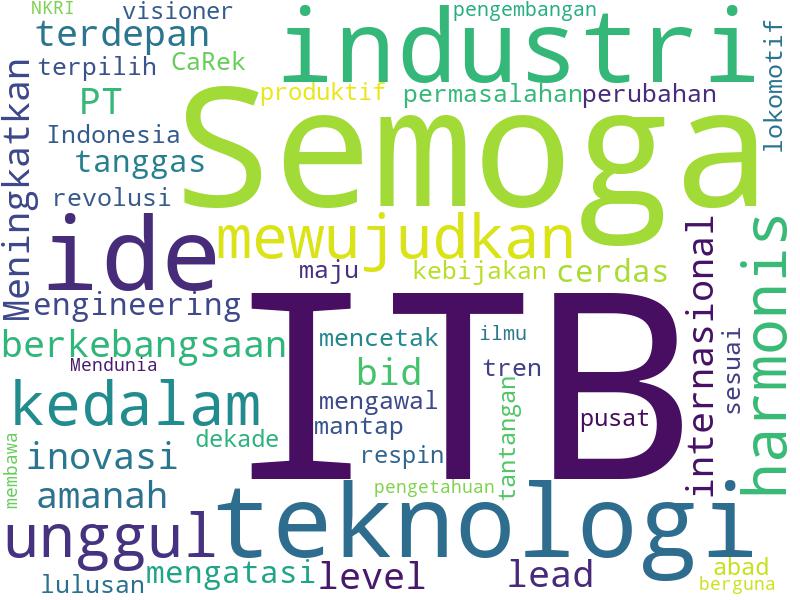 NKRI
visioner
pengembangan
terdepan
industri
lokomotif
terpilih
CaRek
PT
produktif
permasalahan
perubahan
Meningkatkan
Indonesia
Semoga
tanggas
revolusi
ide
mewujudkan
internasional
harmonis
maju
kebijakan
cerdas
engineering
ITB
berkebangsaan
mencetak
ilmu
sesuai
Mendunia
bid
tren
kedalam
mengawal
tantangan
pusat
mantap
membawa
dekade
inovasi
respin
amanah
pengetahuan
unggul
teknologi
lulusan
mengatasi
level
lead
abad
berguna